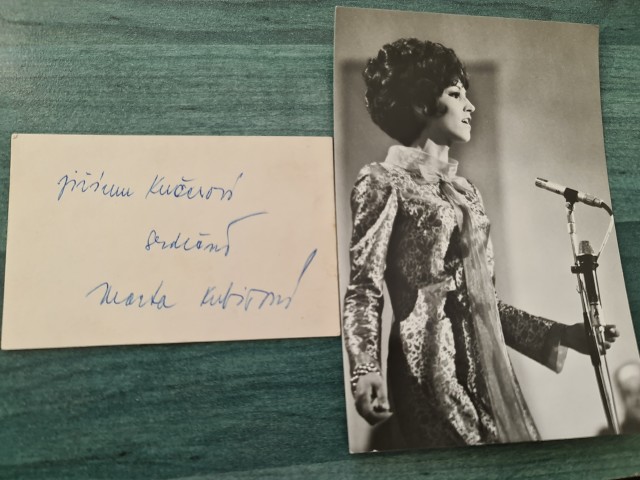 Jiřímu Kučerovi
srdečně
Marta Kubišová